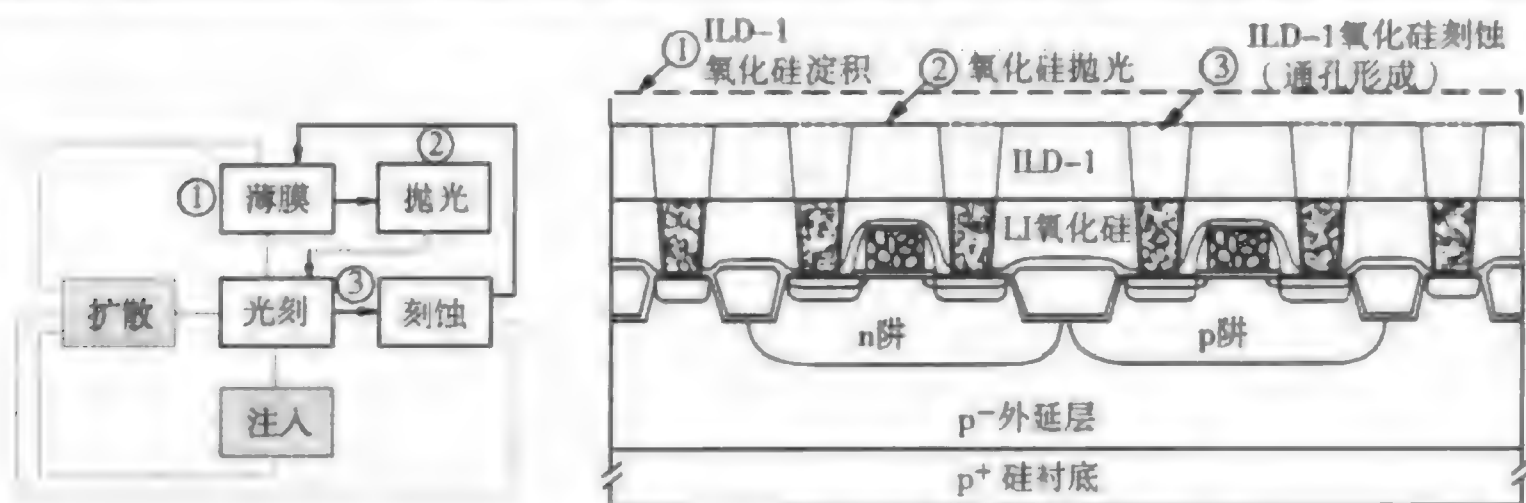 ②
① 薄膜 抛光
③
扩散 光刻 刻蚀
注入
① ILD-1
氧化硅淀积
② 氧化硅抛光
③ ILD-1氧化硅刻蚀
(通孔形成)
ILD-1
LI氧化硅
n阱 p阱
p⁻外延层
p⁺硅衬底